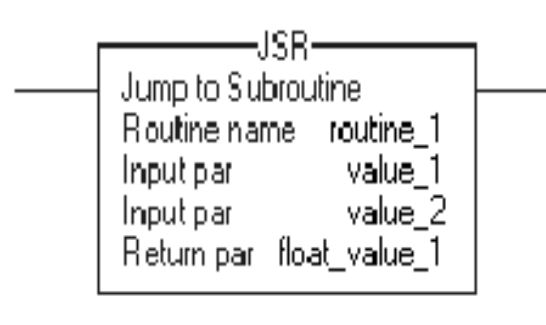 JSR
Jump to Subroutine
Routine name routine_1
Input par value_1
Input par value_2
Return par float_value_1